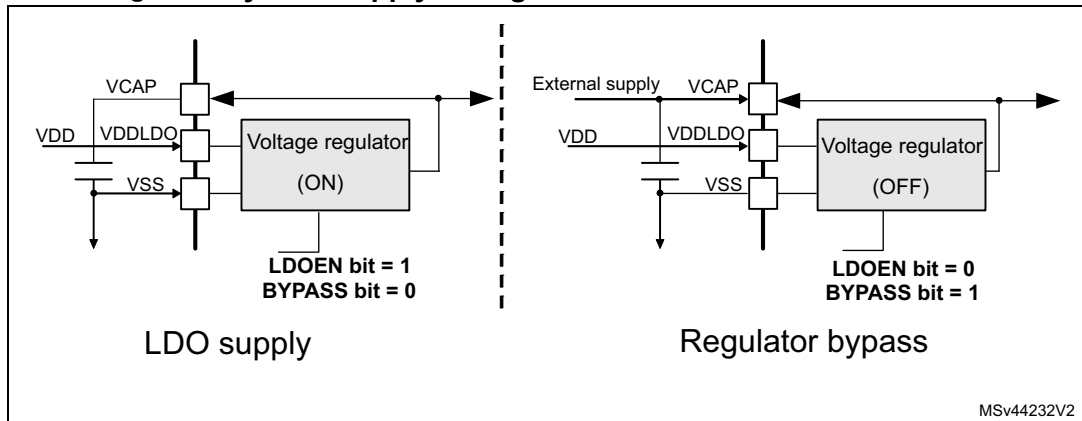 VCAP
VDD
VDDLDO
VSS
Voltage regulator
(ON)
LDOEN bit = 1
BYPASS bit = 0
LDO supply
External supply
VCAP
VDD
VDDLDO
VSS
Voltage regulator
(OFF)
LDOEN bit = 0
BYPASS bit = 1
Regulator bypass
MSv44232V2